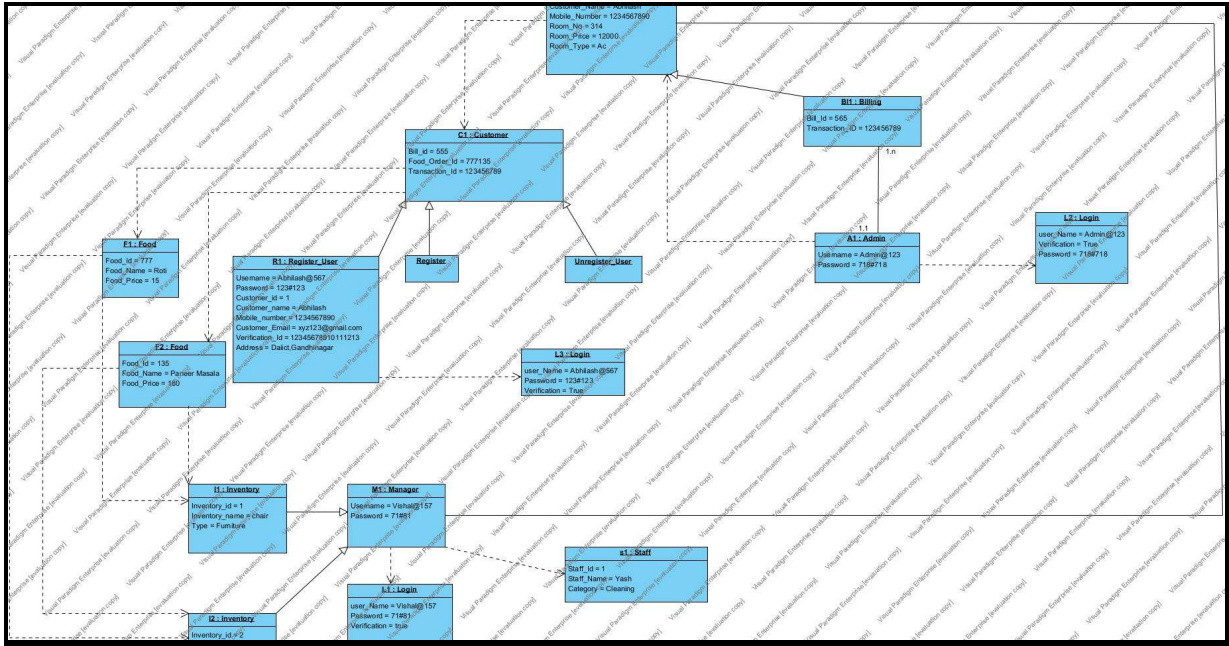 Customer_Name = Abhilash
Mobile_Number = 1234567890
Room_No = 314
Room_Price = 12000
Room_Type = Ac
BI1 : Billing
Bill_Id = 565
Transaction_ID = 123456789
1.n
1.1
C1 : Customer
Bill_id = 555
Food_Order_Id = 777135
Transaction_Id = 123456789
L2 : Login
user_Name = Admin@123
Verification = True
Password = 718#718
A1 : Admin
Username = Admin@123
Password = 718#718
F1 : Food
Food_Id = 777
Food_Name = Roti
Food_Price = 15
R1 : Register_User
Username = Abhilash@567
Password = 123#123
Customer_id = 1
Customer_name = Abhilash
Mobile_number = 1234567890
Customer_Email = xyz123@gmail.com
Verification_Id = 12345678910111213
Address = Daiict,Gandhinagar
Register
Unregister_User
F2 : Food
Food_Id = 135
Food_Name = Paneer Masala
Food_Price = 180
L3 : Login
user_Name = Abhilash@567
Password = 123#123
Verification = True
I1 : Inventory
Inventory_id = 1
Inventory_name = chair
Type = Furniture
M1 : Manager
Username = Vishal@157
Password = 71#81
s1 : Staff
Staff_Id = 1
Staff_Name = Yash
Category = Cleaning
L1 : Login
user_Name = Vishal@157
Password = 71#81
Verification = true
I2 : Inventory
Inventory_id = 2
Visual Paradigm Enterprise [evaluation copy]